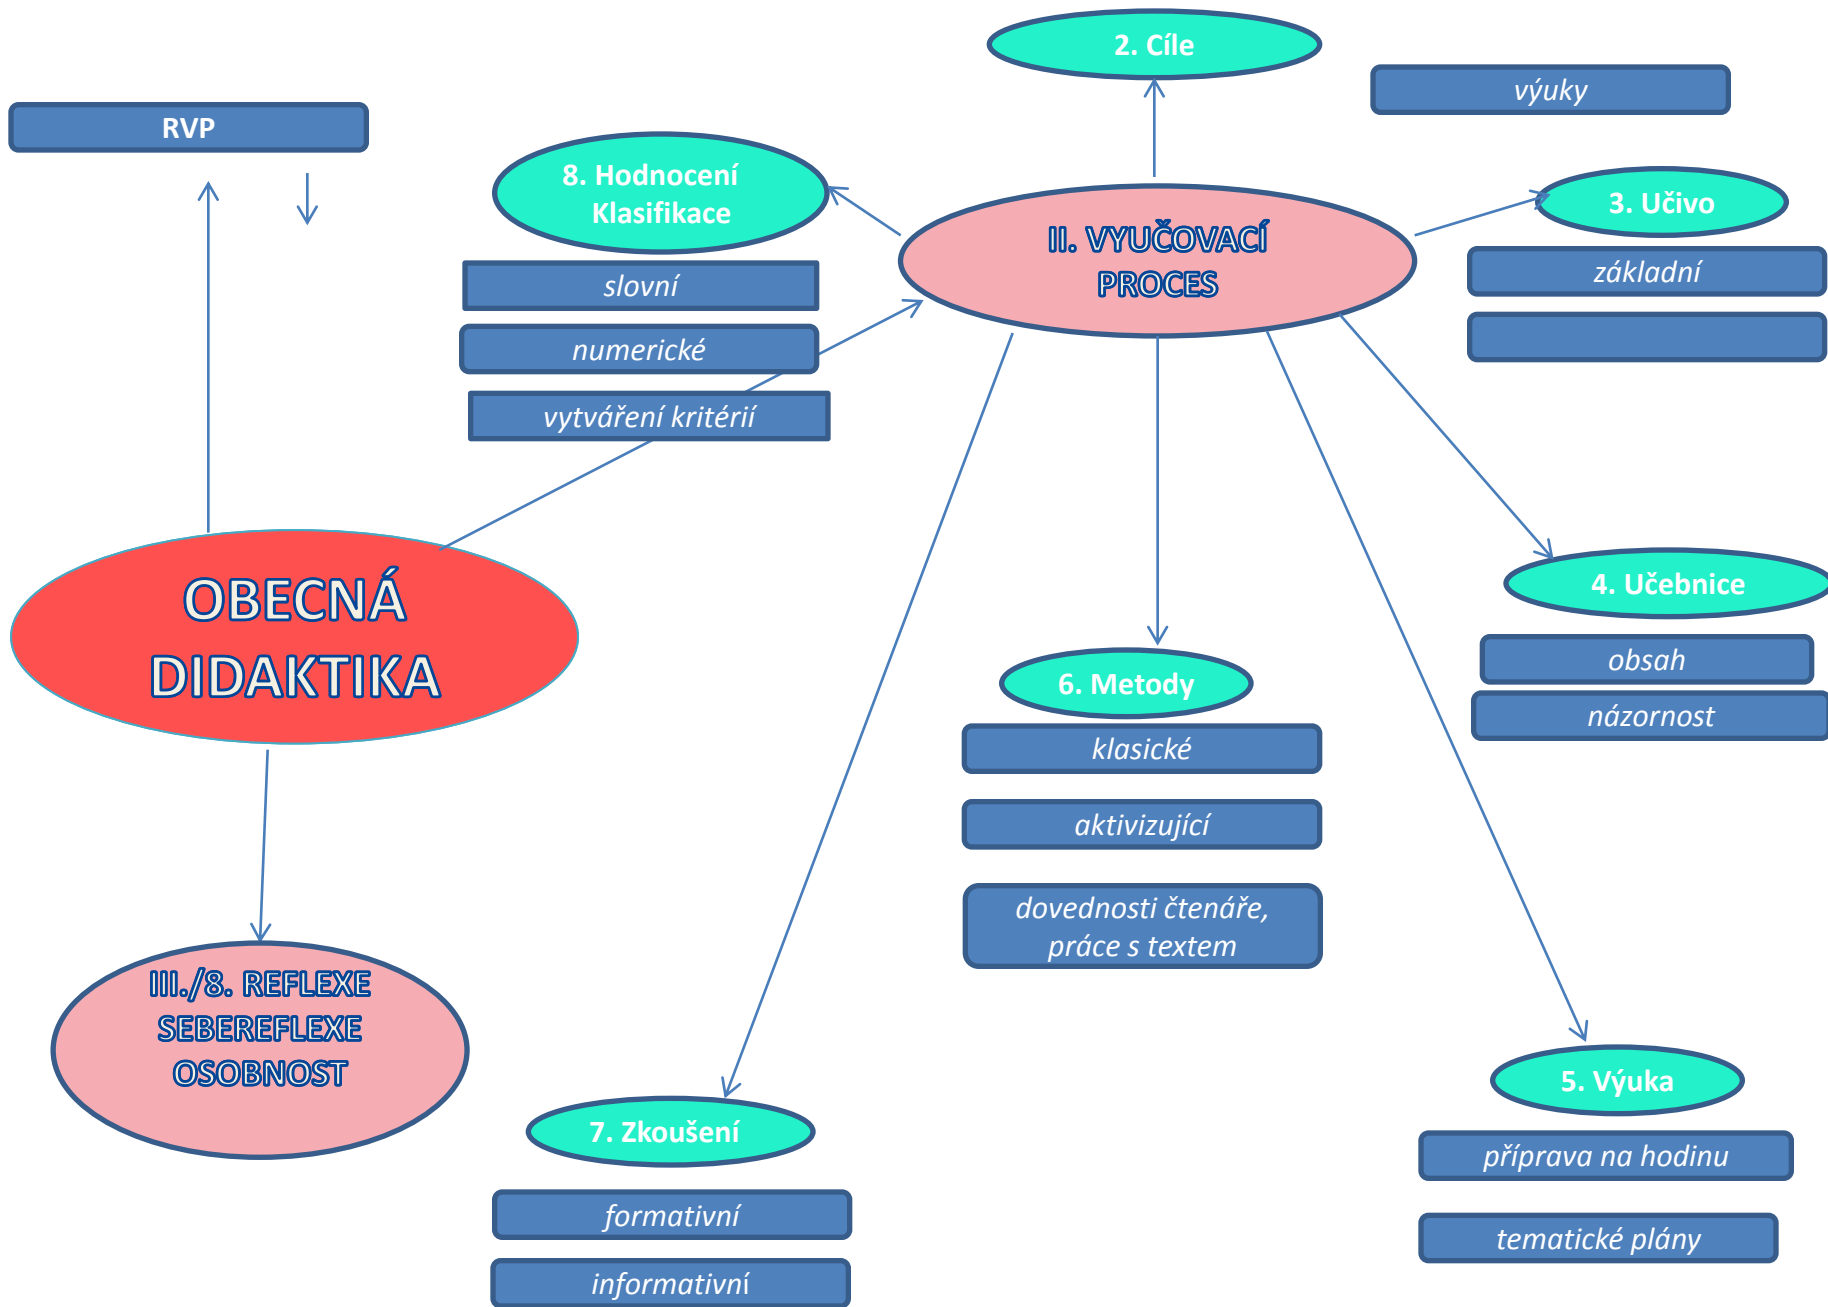 2. Cíle
výuky
RVP
8. Hodnocení
Klasifikace
3. Učivo
II. VYUČOVACÍ
PROCES
slovní
základní
numerické
vytváření kritérií
OBECNÁ
DIDAKTIKA
4. Učebnice
obsah
názornost
6. Metody
klasické
aktivizující
dovednosti čtenáře,
práce s textem
III./8. REFLEXE
SEBEREFLEXE
OSOBNOST
5. Výuka
příprava na hodinu
tematické plány
7. Zkoušení
formativní
informativní